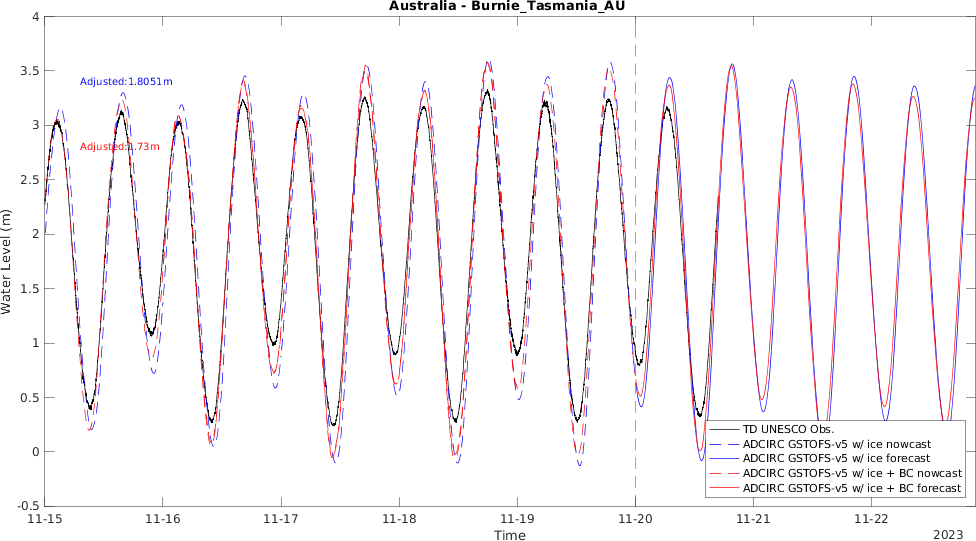 Australia - Burnie_Tasmania_AU
4
3.5
3
2.5
2
1.5
1
0.5
0
-0.5
Water Level (m)
Adjusted:1.8051m
Adjusted:1.73m
TD UNESCO Obs.
ADCIRC GSTOFS-v5 w/ ice nowcast
ADCIRC GSTOFS-v5 w/ ice forecast
ADCIRC GSTOFS-v5 w/ ice + BC nowcast
ADCIRC GSTOFS-v5 w/ ice + BC forecast
11-15 11-16 11-17 11-18 11-19 11-20 11-21 11-22
Time
2023